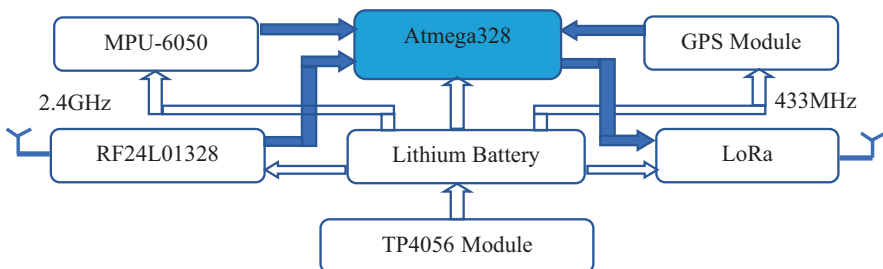 MPU-6050
Atmega328
GPS Module
2.4GHz
433MHz
RF24L01328
Lithium Battery
LoRa
TP4056 Module